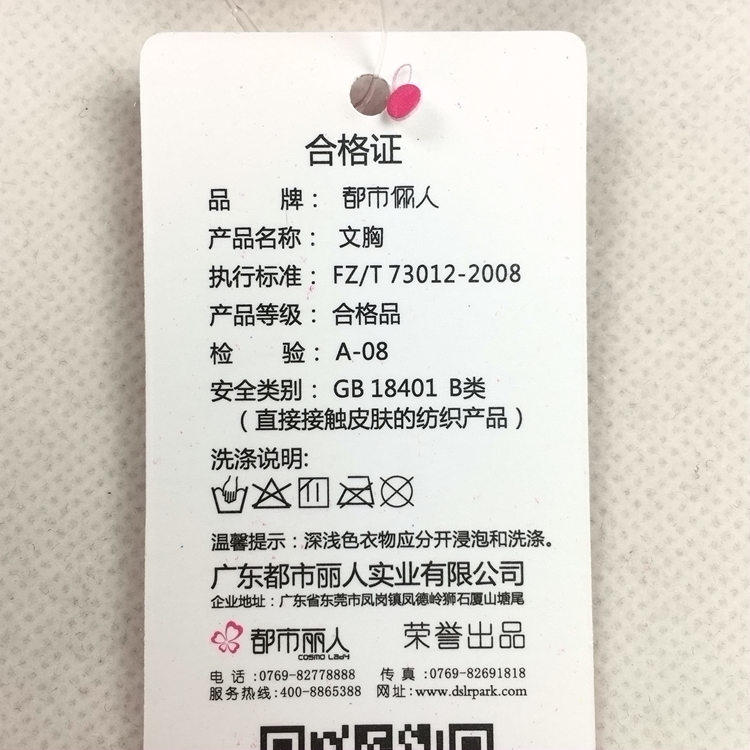 合格证
品 牌： 都市俪人
产品名称： 文胸
执行标准： FZ/T 73012-2008
产品等级： 合格品
检 验： A-08
安全类别： GB 18401 B类
（直接接触皮肤的纺织产品）
洗涤说明:
温馨提示：深浅色衣物应分开浸泡和洗涤。
广东都市丽人实业有限公司
企业地址：广东省东莞市凤岗镇凤德岭狮石厦山塘尾
都市丽人 荣誉出品
COSMO LADY
电 话:0769-82778888 传 真:0769-82691818
服务热线:400-8865388 网址:www.dslrpark.com